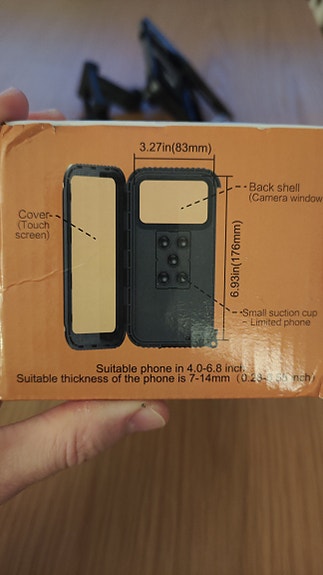 3.27in(83mm)
Back shell
(Camera window
Cover
(Touch
screen)
6.93in(176mm)
Small suction cup
- Limited phone
Suitable phone in 4.0-6.8 inch
Suitable thickness of the phone is 7-14mm